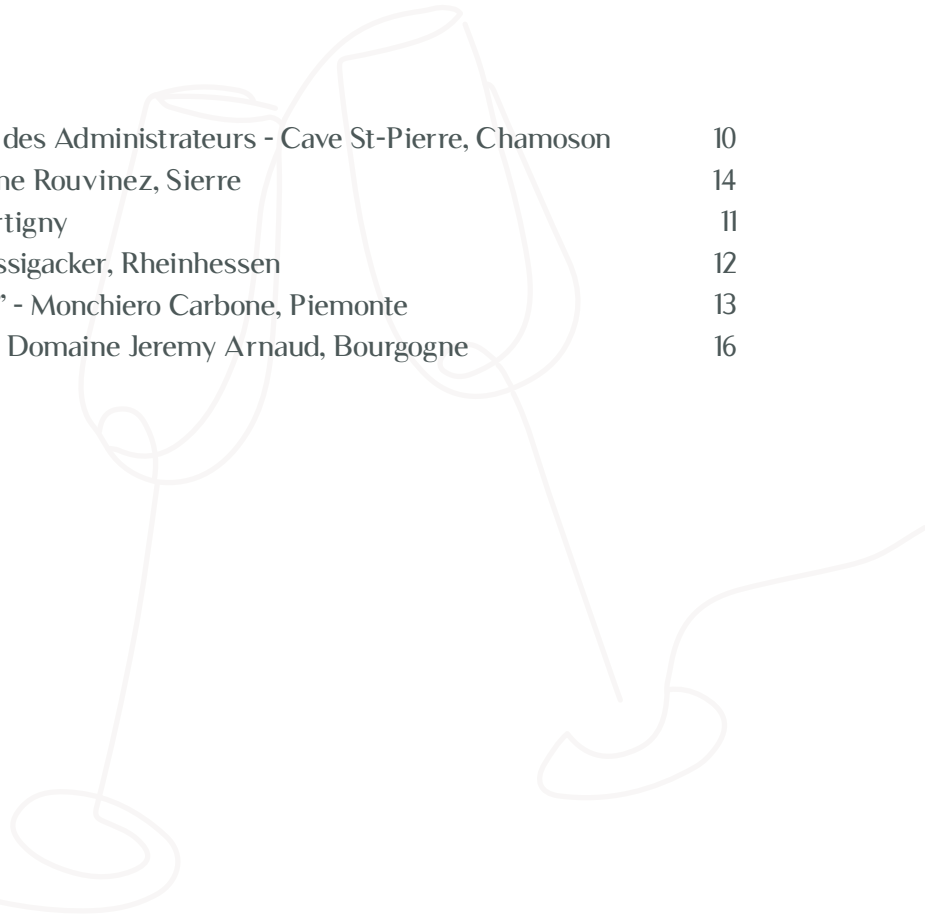 des Administrateurs - Cave St-Pierre, Chamoson 10
ne Rouvinez, Sierre 14
rtigny 11
ssigacker, Rheinhessen 12
” - Monchiero Carbone, Piemonte 13
Domaine Jeremy Arnaud, Bourgogne 16